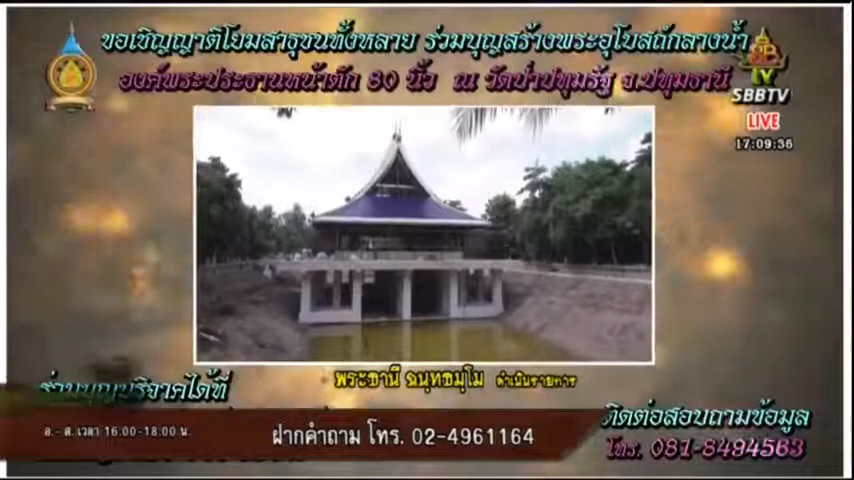 ขอเชิญญาติโยมสาธุชนทั้งหลาย ร่วมบุญสร้างพระอุโบสถ์กลางน้ำ
องค์พระประธานหน้าตัก 80 นิ้ว ณ วัดป่าปทุมรัฐ จ.ปทุมธานี
SBBTV
LIVE
17:09:36
พระธานี ฉนฺทธมฺโม ดำเนินรายการ
ร่วมบุญบริจาคได้ที่
อ.- ส.เวลา 16:00-18:00 น.
ฝากคำถาม โทร. 02-4961164
ติดต่อสอบถามข้อมูล
โทร. 081-8494563